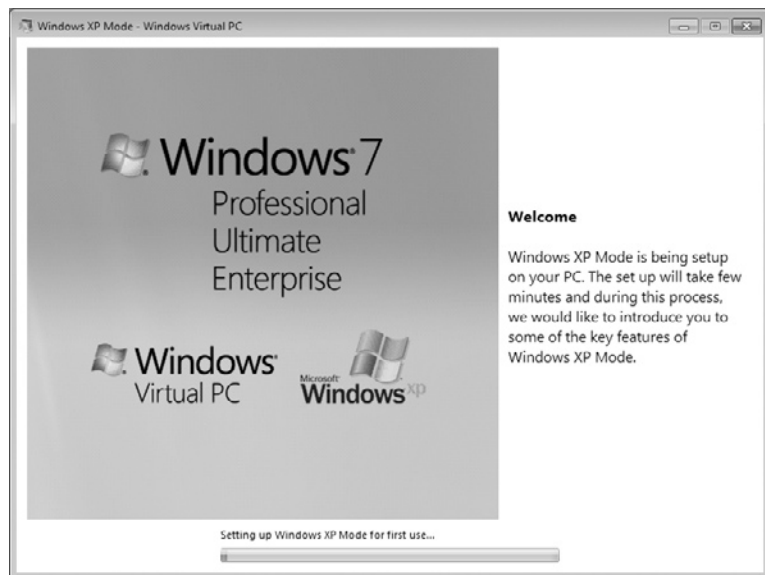 Windows XP Mode - Windows Virtual PC
Windows 7
Professional
Ultimate
Enterprise
Windows
Virtual PC
Microsoft
Windows xp
Welcome
Windows XP Mode is being setup
on your PC. The set up will take few
minutes and during this process,
we would like to introduce you to
some of the key features of
Windows XP Mode.
Setting up Windows XP Mode for first use...